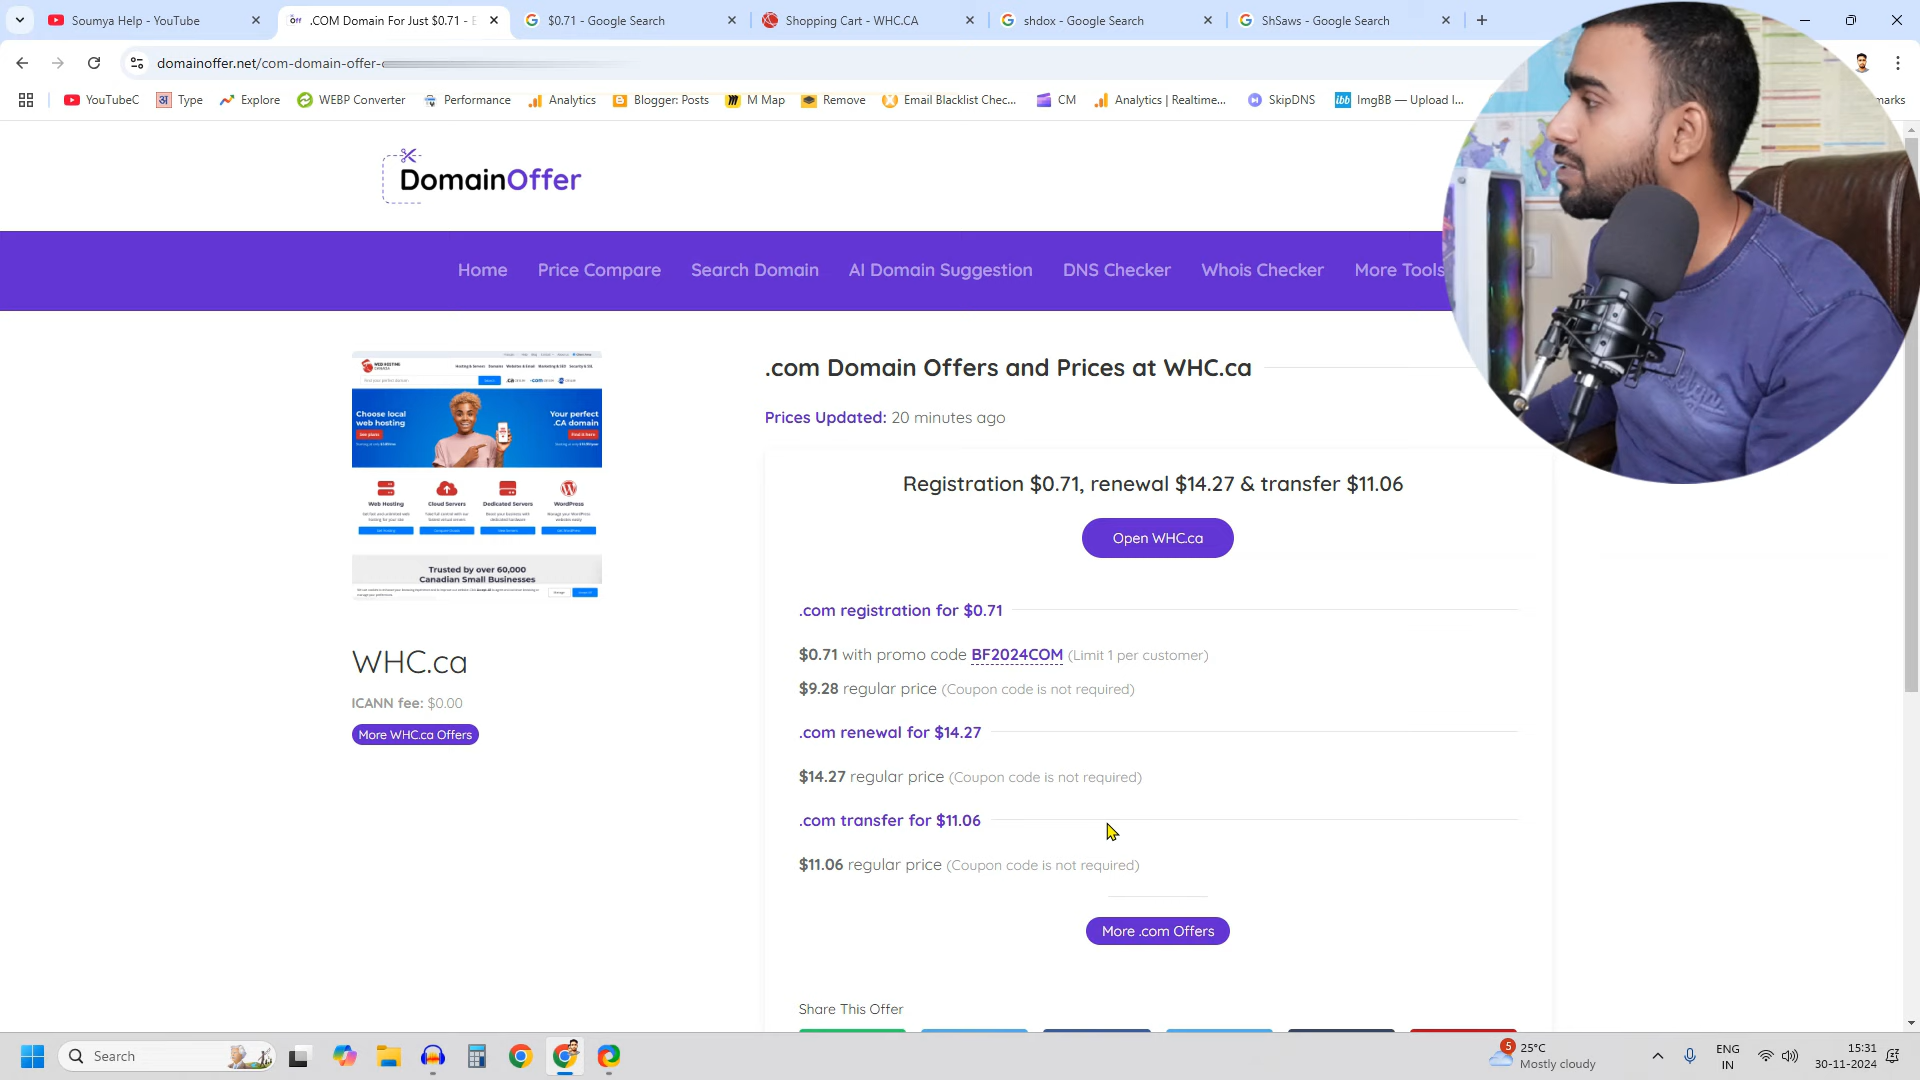 Soumya Help - YouTube
.COM Domain For Just $0.71 - E
$0.71 - Google Search
Shopping Cart - WHC.CA
shdox - Google Search
ShSaws - Google Search
domainoffer.net/com-domain-offer-
YouTubeC
Type
Explore
WEBP Converter
Performance
Analytics
Blogger: Posts
M Map
Remove
Email Blacklist Chec...
CM
Analytics | Realtime...
SkipDNS
ImgBB — Upload I...
marks
DomainOffer
Home
Price Compare
Search Domain
AI Domain Suggestion
DNS Checker
Whois Checker
More Tools
WEB HOSTING
CANADA
Choose local
web hosting
Your perfect
.CA domain
Web Hosting
Cloud Servers
Dedicated Servers
WordPress
Trusted by over 60,000
Canadian Small Businesses
WHC.ca
ICANN fee: $0.00
More WHC.ca Offers
.com Domain Offers and Prices at WHC.ca
Prices Updated: 20 minutes ago
Registration $0.71, renewal $14.27 & transfer $11.06
Open WHC.ca
.com registration for $0.71
$0.71 with promo code BF2024COM (Limit 1 per customer)
$9.28 regular price (Coupon code is not required)
.com renewal for $14.27
$14.27 regular price (Coupon code is not required)
.com transfer for $11.06
$11.06 regular price (Coupon code is not required)
More .com Offers
Share This Offer
Search
5
25°C
Mostly cloudy
ENG
IN
15:31
30-11-2024